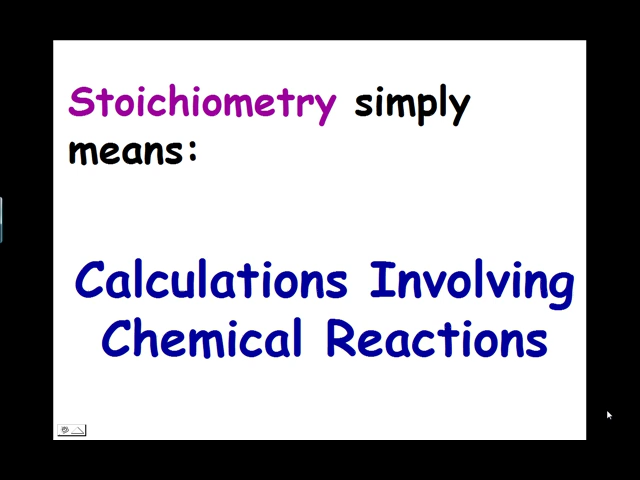 Stoichiometry simply
means:
Calculations Involving
Chemical Reactions